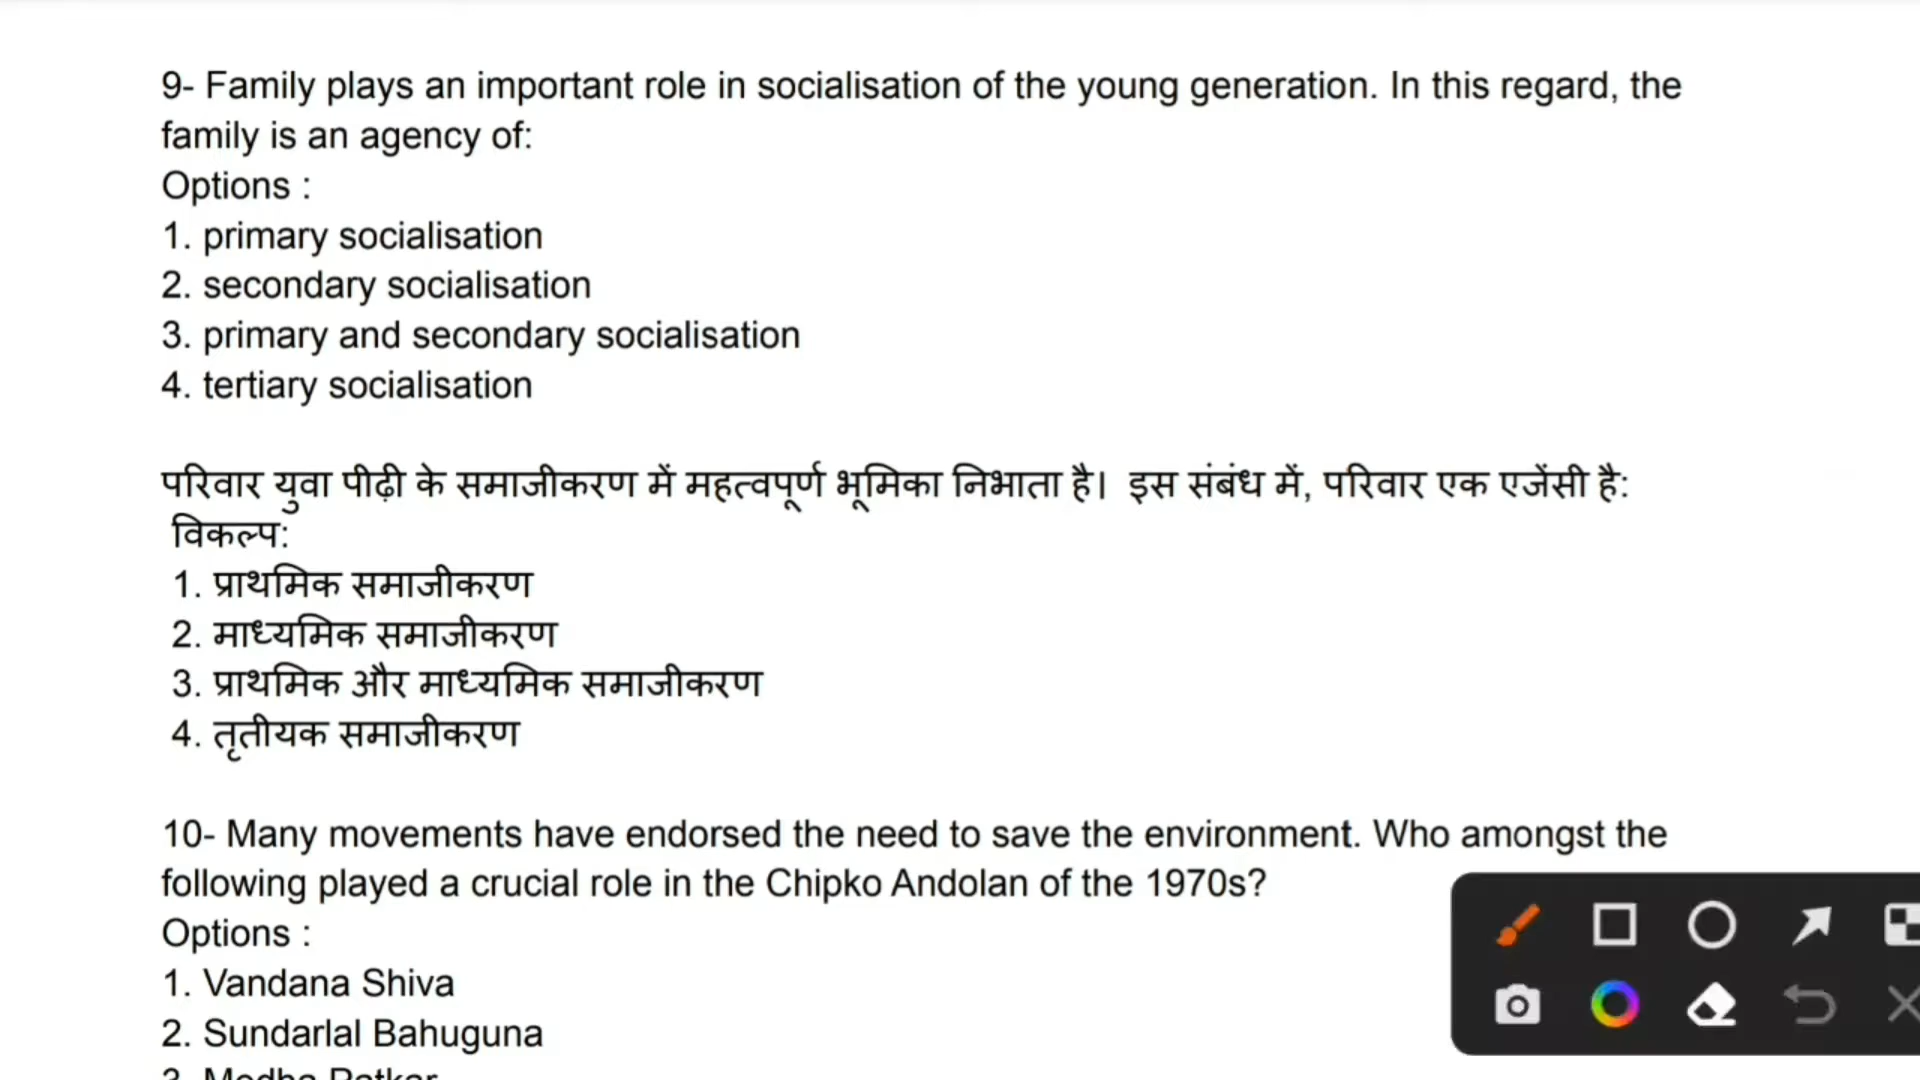 9- Family plays an important role in socialisation of the young generation. In this regard, the
family is an agency of:
Options :
1. primary socialisation
2. secondary socialisation
3. primary and secondary socialisation
4. tertiary socialisation
परिवार युवा पीढ़ी के समाजीकरण में महत्वपूर्ण भूमिका निभाता है। इस संबंध में, परिवार एक एजेंसी है:
विकल्प:
1. प्राथमिक समाजीकरण
2. माध्यमिक समाजीकरण
3. प्राथमिक और माध्यमिक समाजीकरण
4. तृतीयक समाजीकरण
10- Many movements have endorsed the need to save the environment. Who amongst the
following played a crucial role in the Chipko Andolan of the 1970s?
Options :
1. Vandana Shiva
2. Sundarlal Bahuguna
3. Medha Patkar